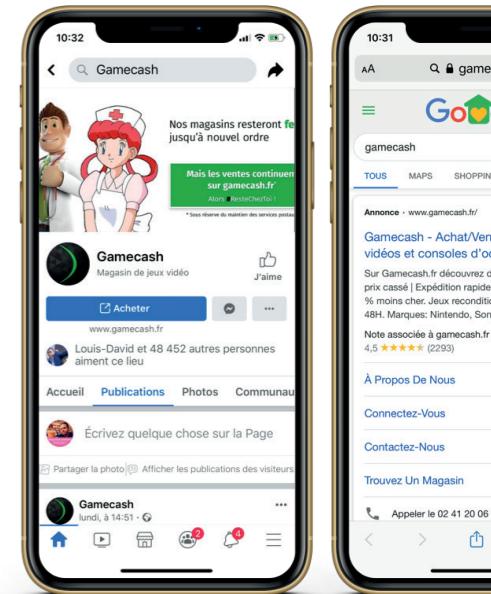 10:32
Gamecash
Nos magasins resteront fe
jusqu'à nouvel ordre
Mais les ventes continuen
sur gamecash.fr*
Alors #ResteChezToi !
* Sous réserve du maintien des services postau
Gamecash
Magasin de jeux vidéo
J'aime
Acheter
www.gamecash.fr
Louis-David et 48 452 autres personnes
aiment ce lieu
Accueil Publications Photos Communau
Écrivez quelque chose sur la Page
Partager la photo Afficher les publications des visiteurs
Gamecash
lundi, à 14:51
2
4
10:31
AA
game
Go
gamecash
TOUS MAPS SHOPPIN
Annonce · www.gamecash.fr/
Gamecash - Achat/Ven
vidéos et consoles d'oc
Sur Gamecash.fr découvrez d
prix cassé | Expédition rapide
% moins cher. Jeux reconditi
48H. Marques: Nintendo, Son
Note associée à gamecash.fr
4,5 ★★★★★ (2293)
À Propos De Nous
Connectez-Vous
Contactez-Nous
Trouvez Un Magasin
Appeler le 02 41 20 06